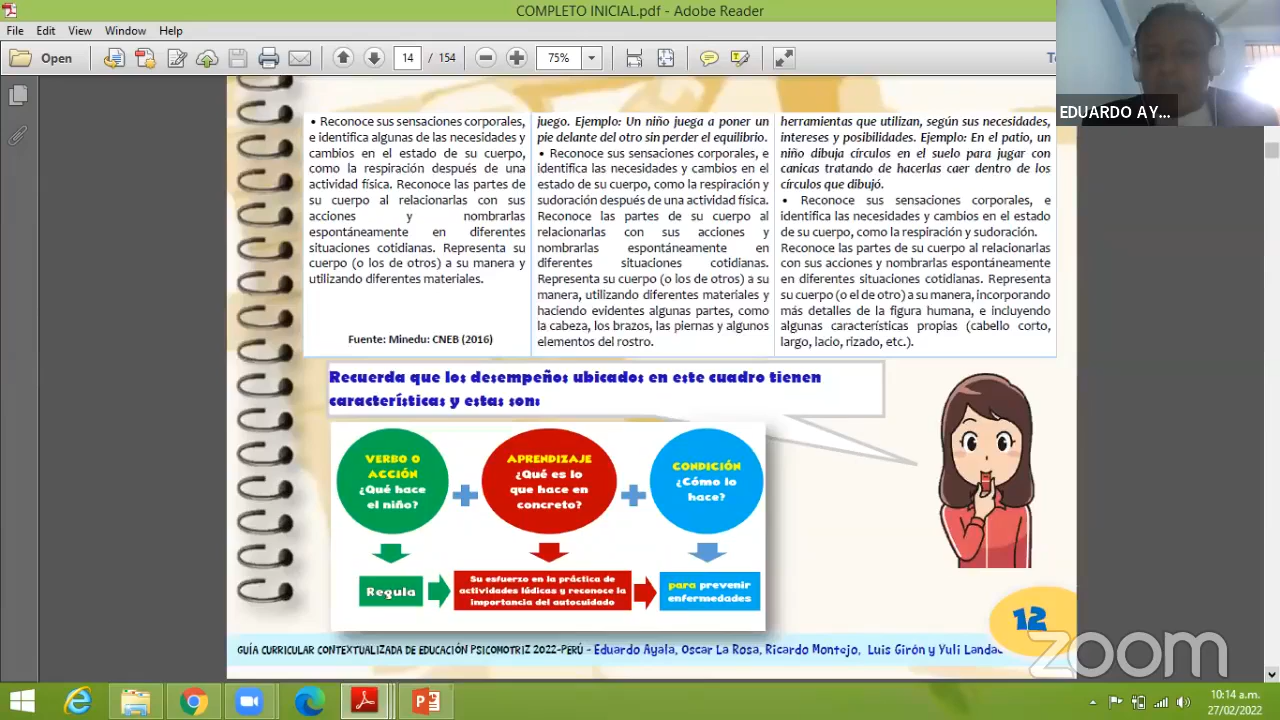 COMPLETO INICIAL.pdf - Adobe Reader
File Edit View Window Help
Open
14 / 154
75%
EDUARDO AY...
• Reconoce sus sensaciones corporales,
e identifica algunas de las necesidades y
cambios en el estado de su cuerpo,
como la respiración después de una
actividad física. Reconoce las partes de
su cuerpo al relacionarlas con sus
acciones y nombrarlas
espontáneamente en diferentes
situaciones cotidianas. Representa su
cuerpo (o los de otros) a su manera y
utilizando diferentes materiales.
Fuente: Minedu: CNEB (2016)
juego. Ejemplo: Un niño juega a poner un
pie delante del otro sin perder el equilibrio.
• Reconoce sus sensaciones corporales, e
identifica las necesidades y cambios en el
estado de su cuerpo, como la respiración y
sudoración después de una actividad física.
Reconoce las partes de su cuerpo al
relacionarlas con sus acciones y
nombrarlas espontáneamente en
diferentes situaciones cotidianas.
Representa su cuerpo (o los de otros) a su
manera, utilizando diferentes materiales y
haciendo evidentes algunas partes, como
la cabeza, los brazos, las piernas y algunos
elementos del rostro.
herramientas que utilizan, según sus necesidades,
intereses y posibilidades. Ejemplo: En el patio, un
niño dibuja círculos en el suelo para jugar con
canicas tratando de hacerlas caer dentro de los
círculos que dibujó.
• Reconoce sus sensaciones corporales, e
identifica las necesidades y cambios en el estado
de su cuerpo, como la respiración y sudoración.
Reconoce las partes de su cuerpo al relacionarlas
con sus acciones y nombrarlas espontáneamente
en diferentes situaciones cotidianas. Representa
su cuerpo (o el de otro) a su manera, incorporando
más detalles de la figura humana, e incluyendo
algunas características propias (cabello corto,
largo, lacio, rizado, etc.).
Recuerda que los desempeños ubicados en este cuadro tienen
características y estas son:
VERBO O
ACCIÓN
¿Qué hace
el niño?
APRENDIZAJE
¿Qué es lo
que hace en
concreto?
CONDICIÓN
¿Cómo lo
hace?
Regula
Su esfuerzo en la práctica de
actividades lúdicas y reconoce la
importancia del autocuidado
para prevenir
enfermedades
12
GUÍA CURRICULAR CONTEXTUALIZADA DE EDUCACIÓN PSICOMOTRIZ 2022-PERÚ - Eduardo Ayala, Oscar La Rosa, Ricardo Montejo, Luis Girón y Yuli Landa
zoom
10:14 a.m.
27/02/2022